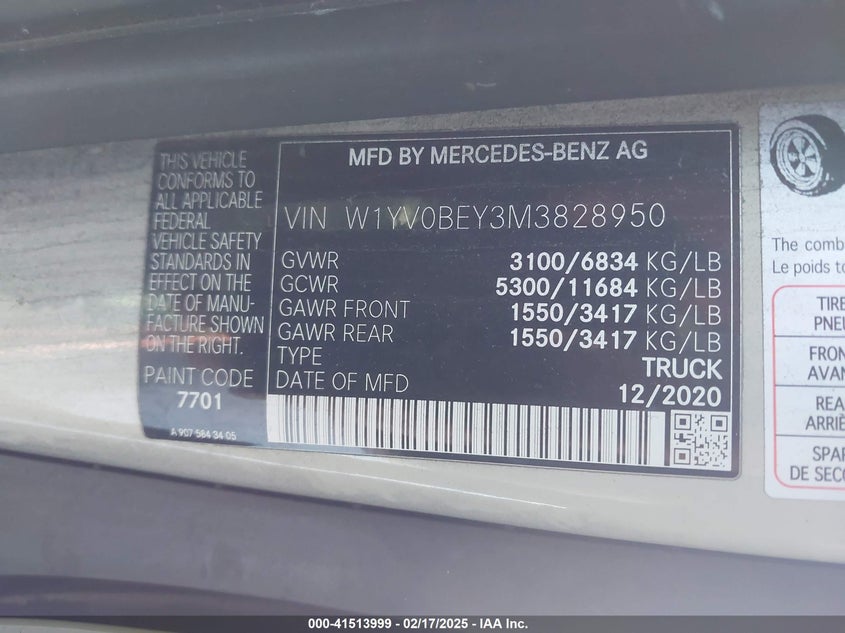 THIS VEHICLE
CONFORMS TO
ALL APPLICABLE
FEDERAL
VEHICLE SAFETY
STANDARDS IN
EFFECT ON THE
DATE OF MANU-
FACTURE SHOWN
ON THE RIGHT.
PAINT CODE
7701
A 907 584 34 05
MFD BY MERCEDES-BENZ AG
VIN W1YV0BEY3M3828950
GVWR 3100/6834 KG/LB
GCWR 5300/11684 KG/LB
GAWR FRONT 1550/3417 KG/LB
GAWR REAR 1550/3417 KG/LB
TYPE TRUCK
DATE OF MFD 12/2020
The comb
Le poids to
TIRE
PNEU
FRON
AVAN
REA
ARRIÈ
SPAR
DE SECO
000-41513999 — 02/17/2025 — IAA Inc.